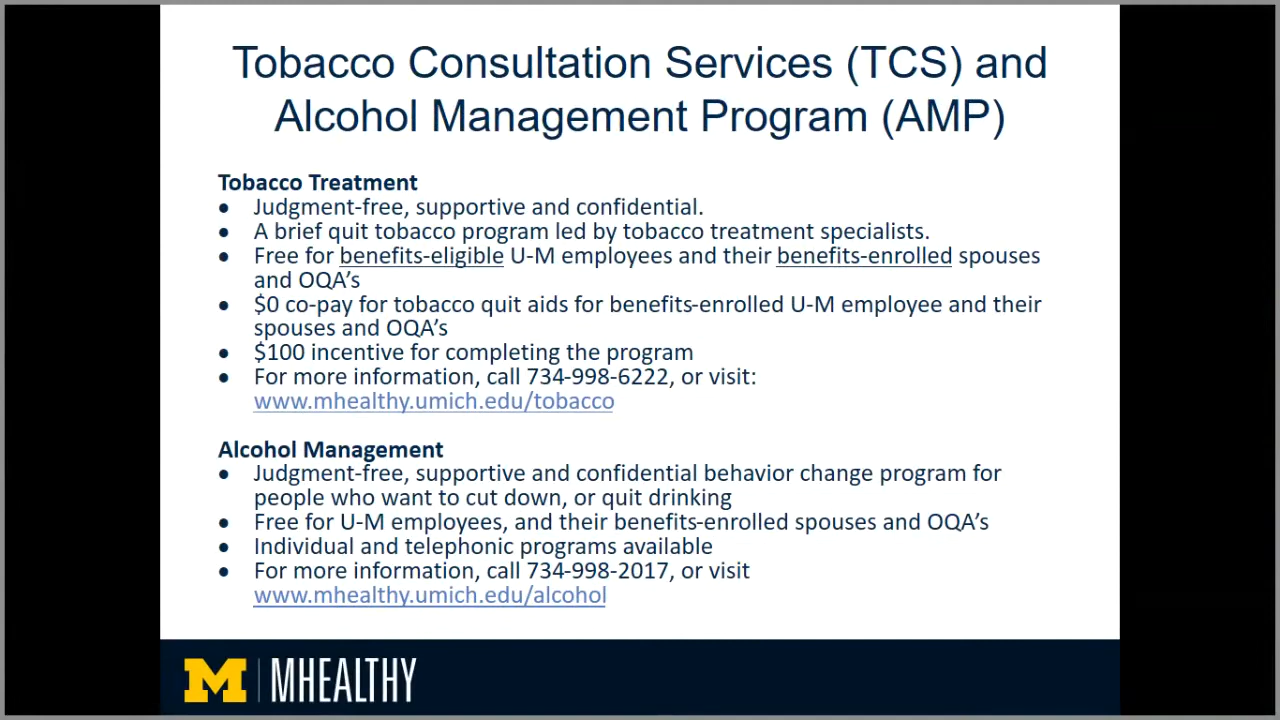 Tobacco Consultation Services (TCS) and
Alcohol Management Program (AMP)
Tobacco Treatment
● Judgment-free, supportive and confidential.
● A brief quit tobacco program led by tobacco treatment specialists.
● Free for benefits-eligible U-M employees and their benefits-enrolled spouses
and OQA's
● $0 co-pay for tobacco quit aids for benefits-enrolled U-M employee and their
spouses and OQA's
● $100 incentive for completing the program
● For more information, call 734-998-6222, or visit:
www.mhealthy.umich.edu/tobacco
Alcohol Management
● Judgment-free, supportive and confidential behavior change program for
people who want to cut down, or quit drinking
● Free for U-M employees, and their benefits-enrolled spouses and OQA's
● Individual and telephonic programs available
● For more information, call 734-998-2017, or visit
www.mhealthy.umich.edu/alcohol
M | MHEALTHY